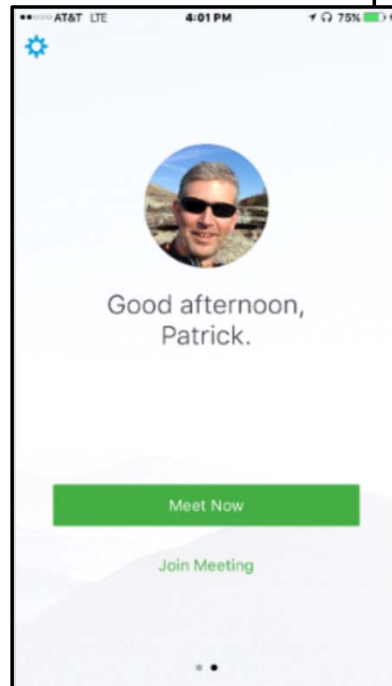 AT&T LTE 4:01 PM 75%
Good afternoon,
Patrick.
Meet Now
Join Meeting